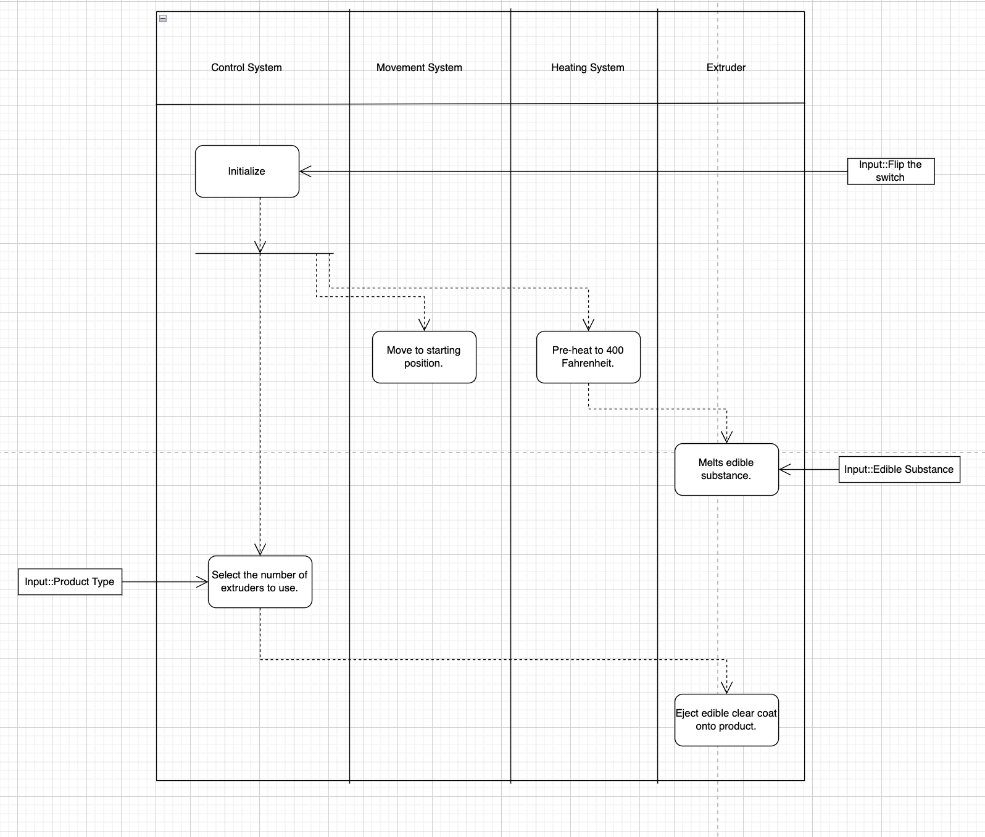 Control System
Movement System
Heating System
Extruder
Initialize
Input::Flip the
switch
Move to starting
position.
Pre-heat to 400
Fahrenheit.
Melts edible
substance.
Input::Edible Substance
Input::Product Type
Select the number of
extruders to use.
Eject edible clear coat
onto product.